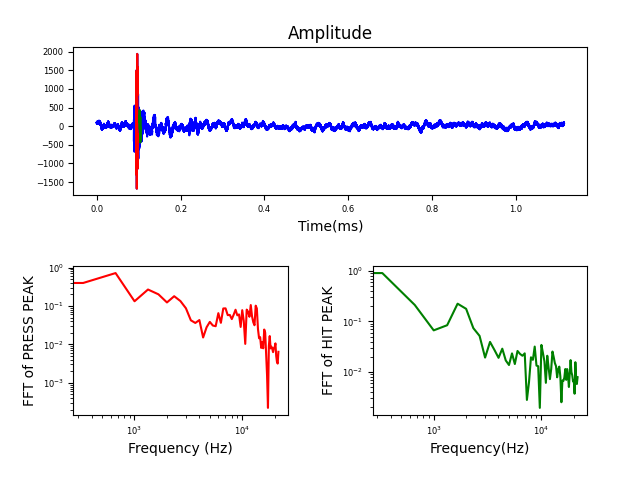 Amplitude
2000
1500
1000
500
0
−500
−1000
−1500
0.0 0.2 0.4 0.6 0.8 1.0
Time(ms)
FFT of PRESS PEAK
10⁰
10⁻¹
10⁻²
10⁻³
10³ 10⁴
Frequency (Hz)
FFT of HIT PEAK
10⁰
10⁻¹
10⁻²
10³ 10⁴
Frequency(Hz)